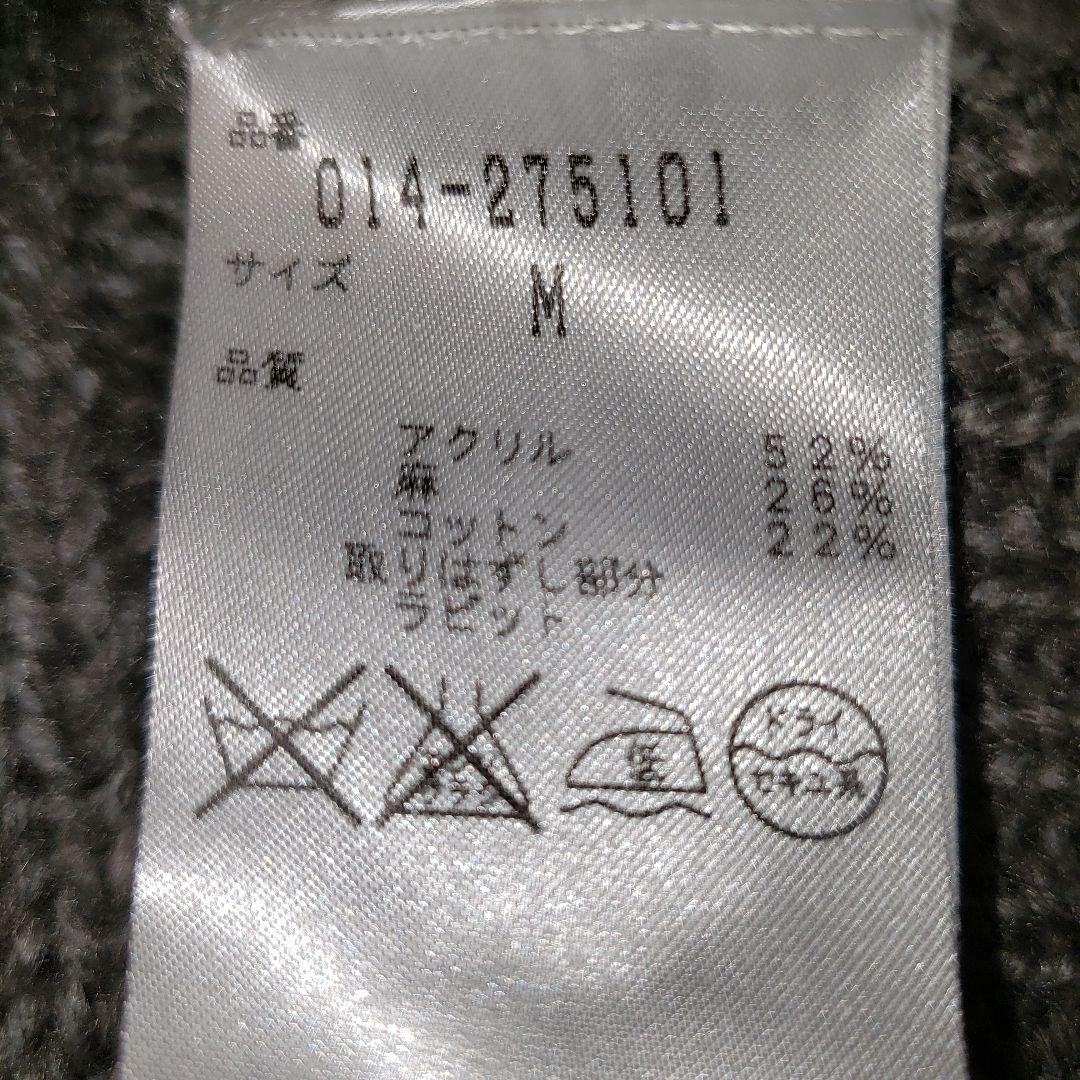 品番
014-275101
サイズ
M
品質
アクリル 52%
麻 26%
コットン 22%
取りはずし部分
ラビット
低
ドライ
セキユ系